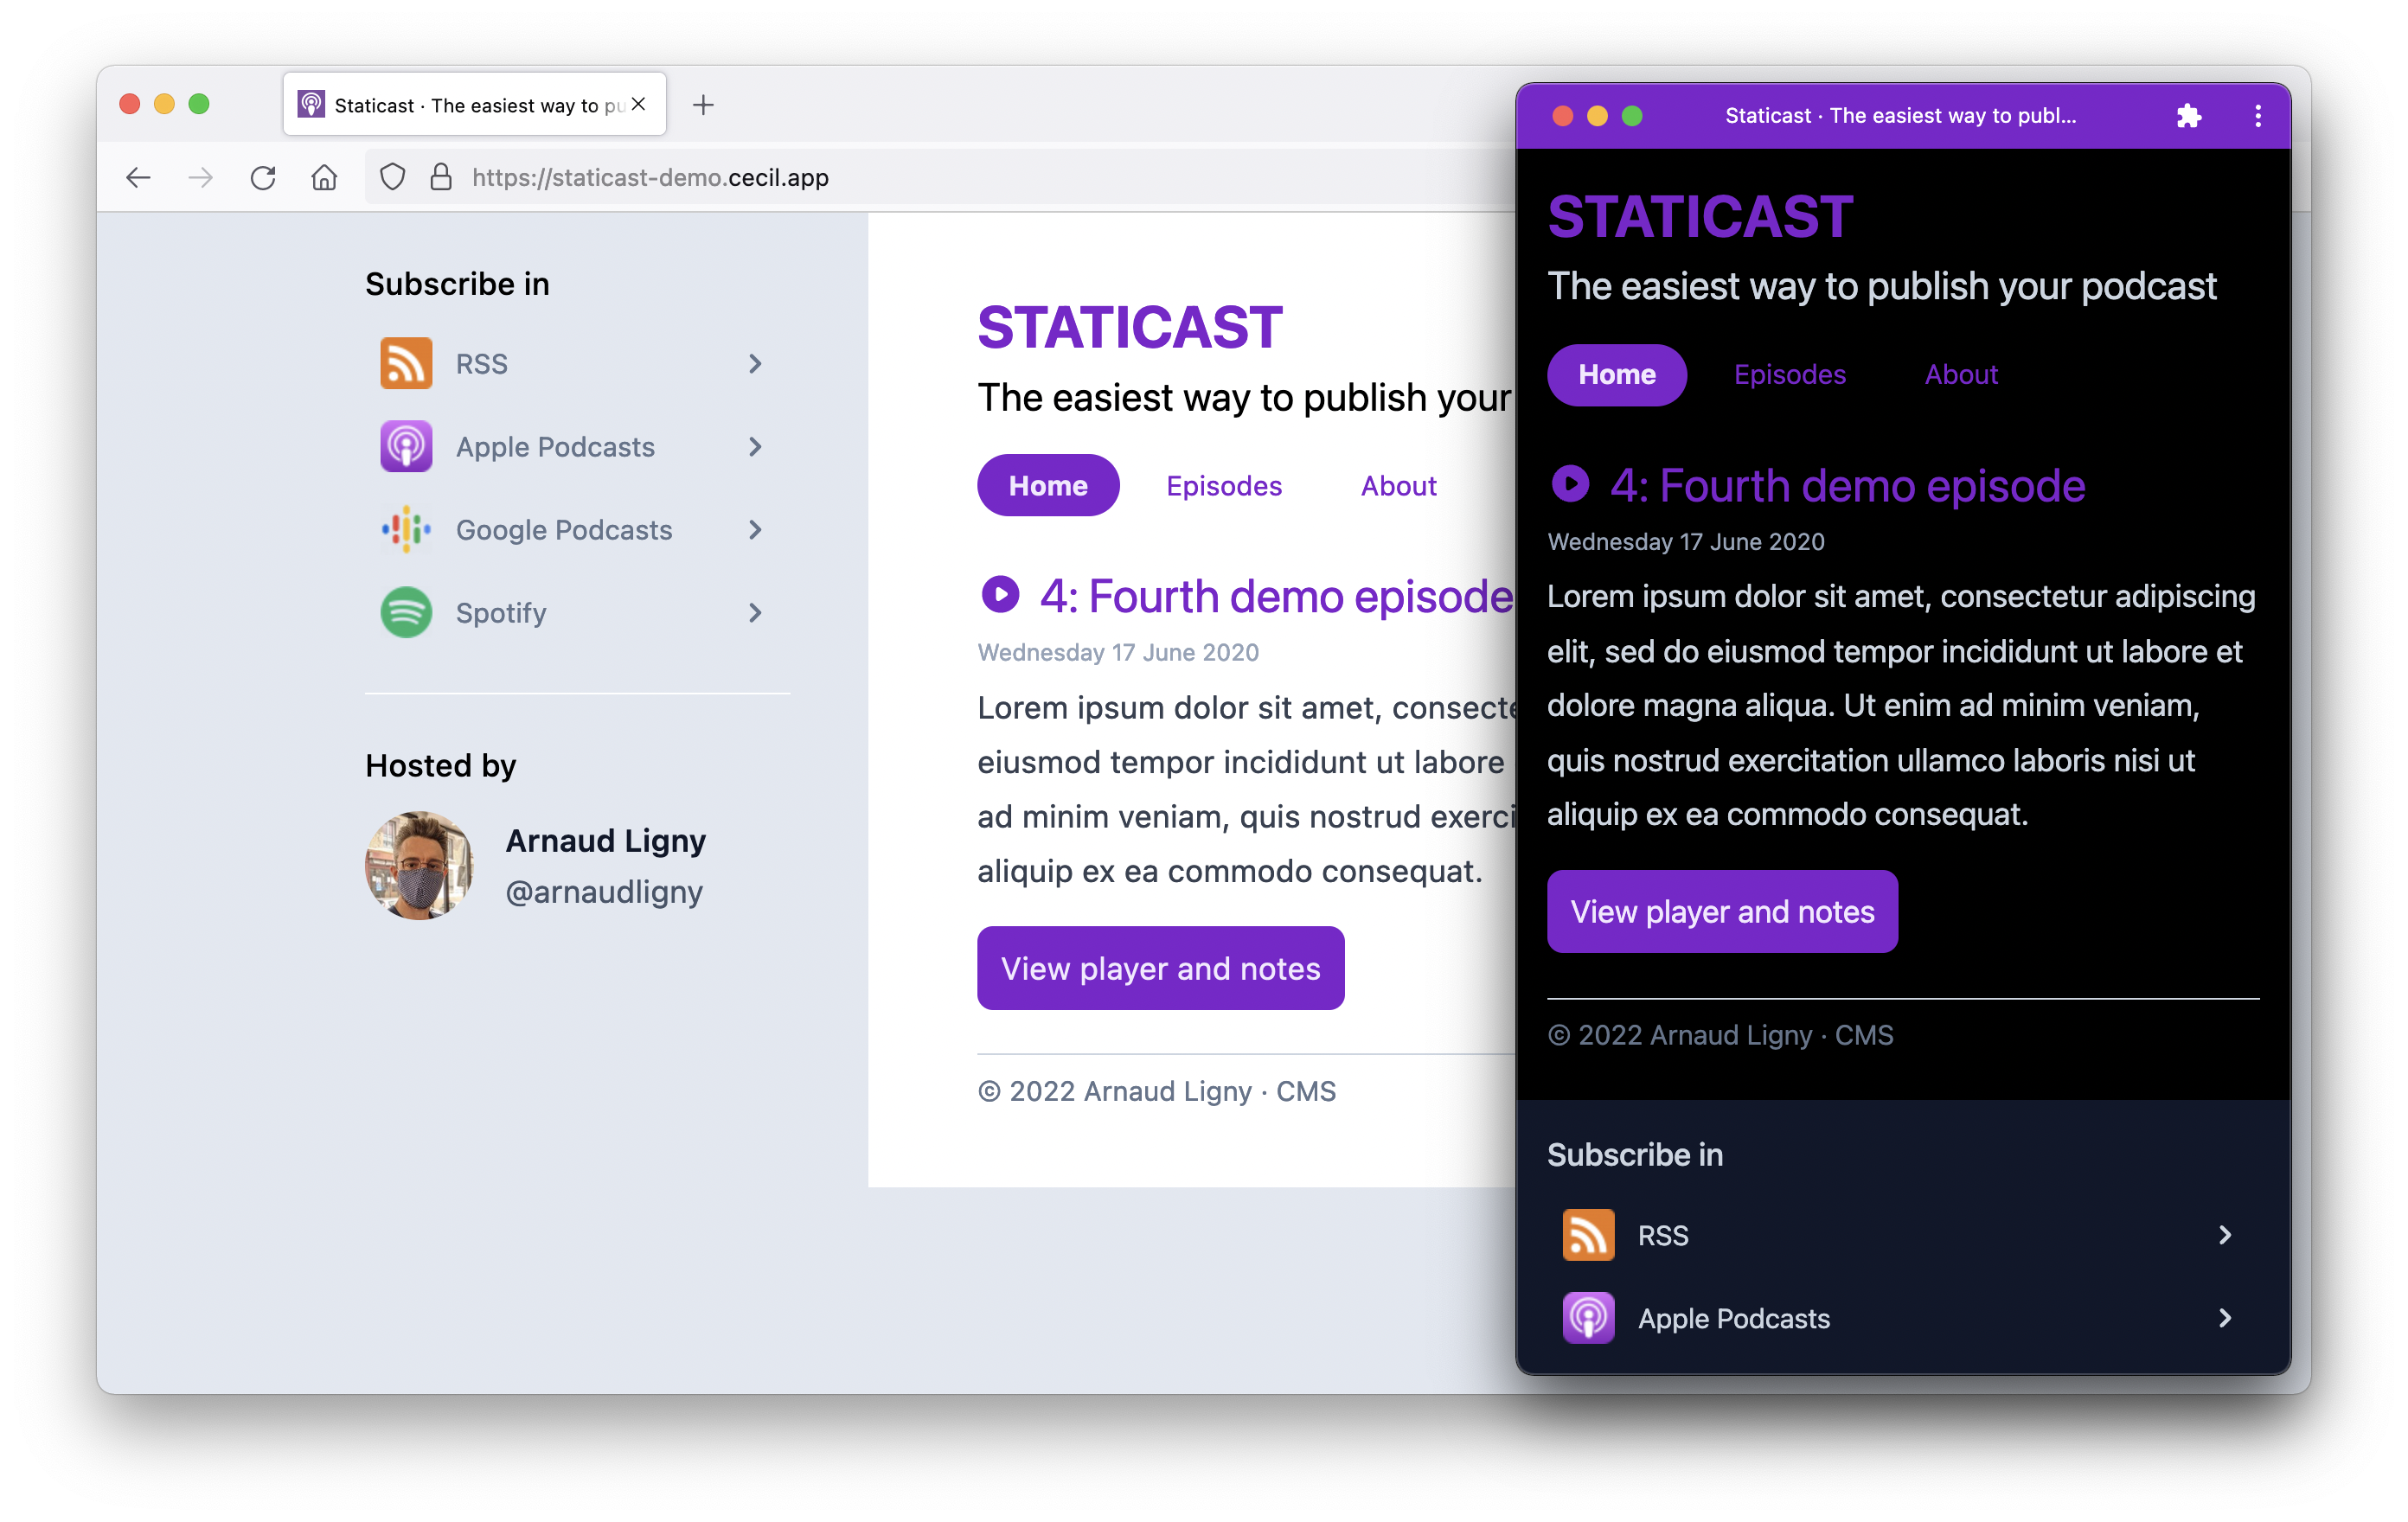 Staticast · The easiest way to pu
https://staticast-demo.cecil.app
Subscribe in
RSS
Apple Podcasts
Google Podcasts
Spotify
Hosted by
Arnaud Ligny
@arnaudligny
STATICAST
The easiest way to publish your
Home
Episodes
About
4: Fourth demo episode
Wednesday 17 June 2020
Lorem ipsum dolor sit amet, consecte
eiusmod tempor incididunt ut labore
ad minim veniam, quis nostrud exerci
aliquip ex ea commodo consequat.
View player and notes
© 2022 Arnaud Ligny · CMS
Staticast · The easiest way to publ...
STATICAST
The easiest way to publish your podcast
Home
Episodes
About
4: Fourth demo episode
Wednesday 17 June 2020
Lorem ipsum dolor sit amet, consectetur adipiscing
elit, sed do eiusmod tempor incididunt ut labore et
dolore magna aliqua. Ut enim ad minim veniam,
quis nostrud exercitation ullamco laboris nisi ut
aliquip ex ea commodo consequat.
View player and notes
© 2022 Arnaud Ligny · CMS
Subscribe in
RSS
Apple Podcasts